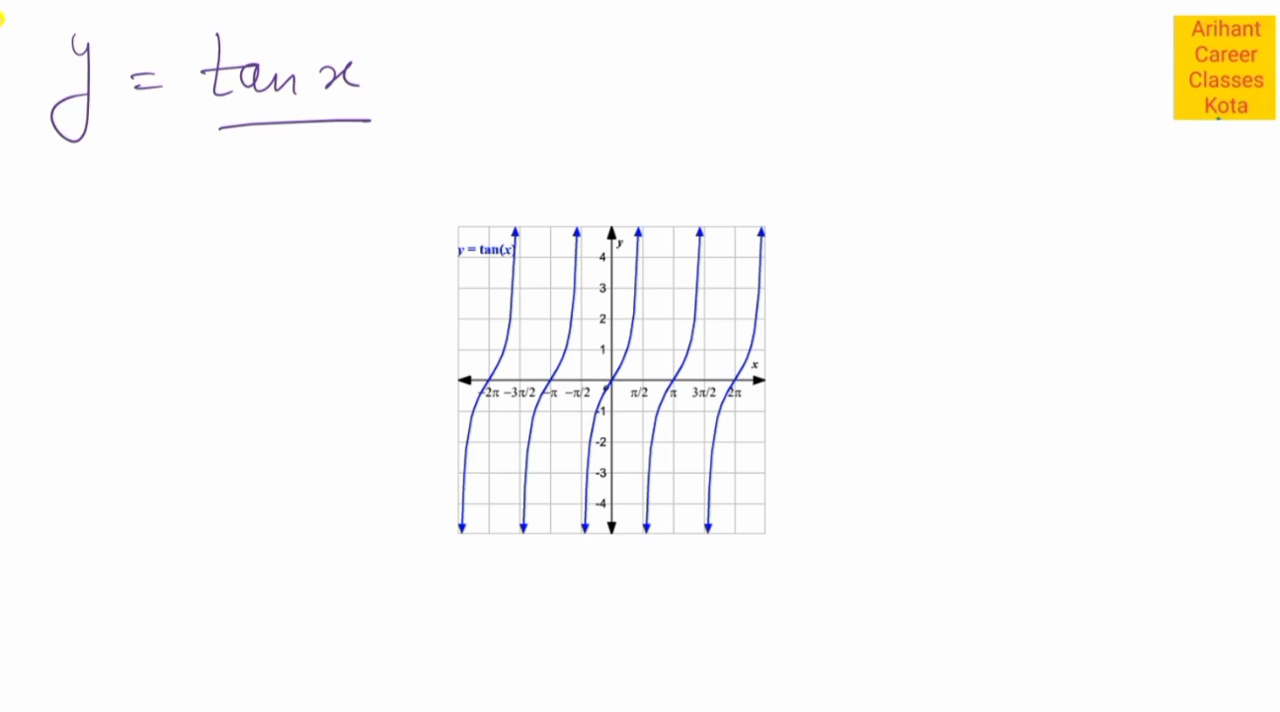 y = tan x
Arihant
Career
Classes
Kota
y = tan(x)
y
4
3
2
1
x
−2π −3π/2 −π −π/2 π/2 π 3π/2 2π
-1
-2
-3
-4